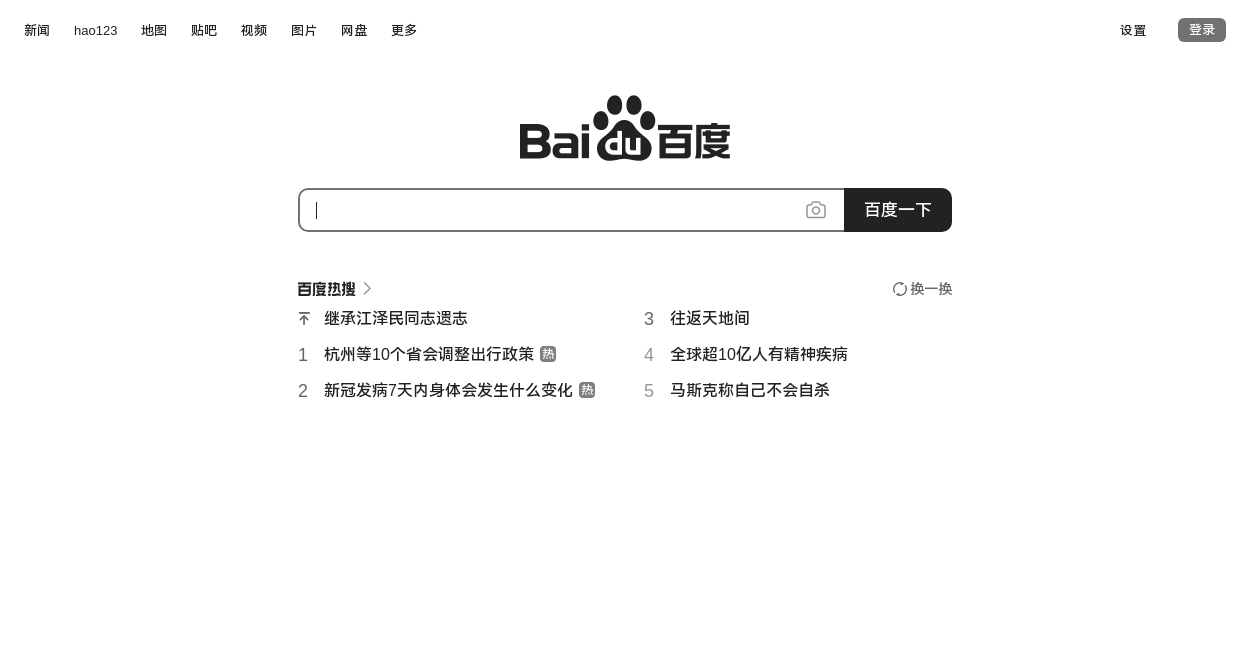 新闻 hao123 地图 贴吧 视频 图片 网盘 更多 设置 登录
Bai du 百度
百度一下
百度热搜 换一换
继承江泽民同志遗志
1 杭州等10个省会调整出行政策 热
2 新冠发病7天内身体会发生什么变化 热
3 往返天地间
4 全球超10亿人有精神疾病
5 马斯克称自己不会自杀